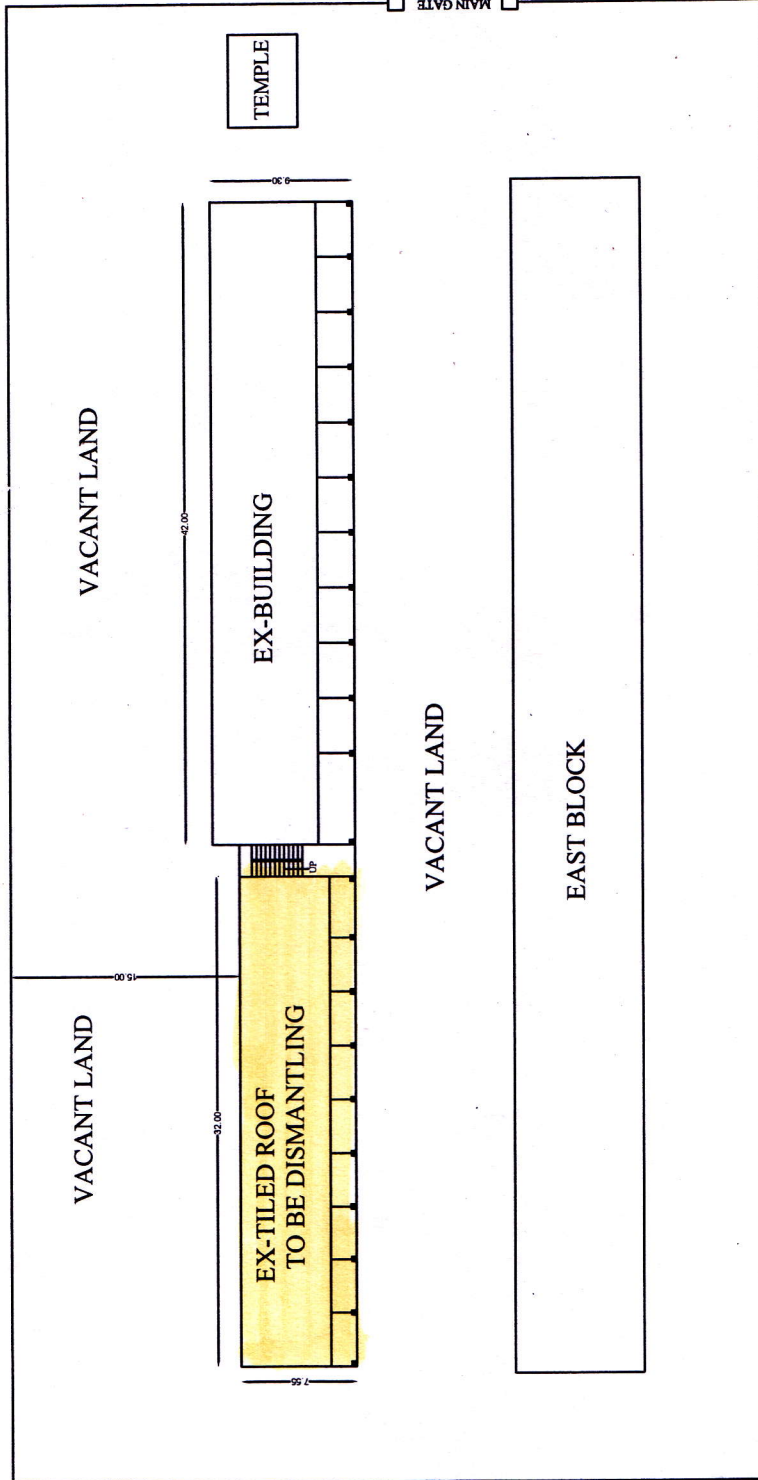 MAIN GATE
TEMPLE
9.30
VACANT LAND
42.00
EX-BUILDING
UP
VACANT LAND
EAST BLOCK
15.00
VACANT LAND
32.00
EX-TILED ROOF
TO BE DISMANTLING
7.55